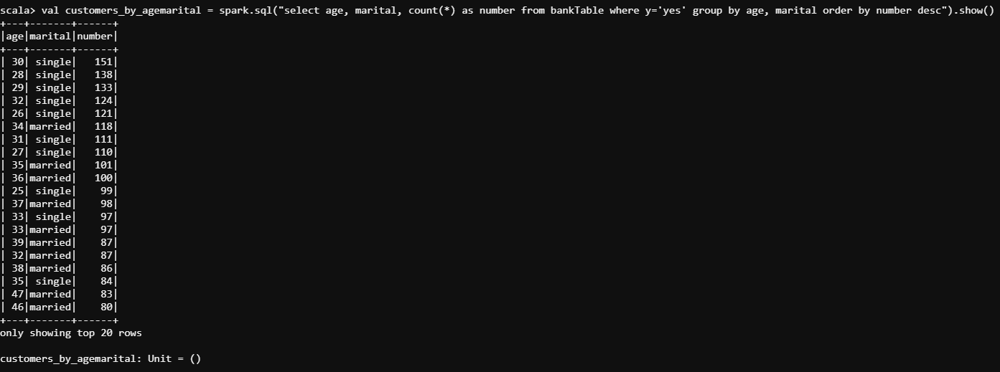 scala> val customers_by_agemarital = spark.sql("select age, marital, count(*) as number from bankTable where y='yes' group by age, marital order by number desc").show()
+---+-------+------+
|age|marital|number|
+---+-------+------+
| 30| single|   151|
| 28| single|   138|
| 29| single|   133|
| 32| single|   124|
| 26| single|   121|
| 34|married|   118|
| 31| single|   111|
| 27| single|   110|
| 35|married|   101|
| 36|married|   100|
| 25| single|    99|
| 37|married|    98|
| 33| single|    97|
| 33|married|    97|
| 39|married|    87|
| 32|married|    87|
| 38|married|    86|
| 35| single|    84|
| 47|married|    83|
| 46|married|    80|
+---+-------+------+
only showing top 20 rows

customers_by_agemarital: Unit = ()